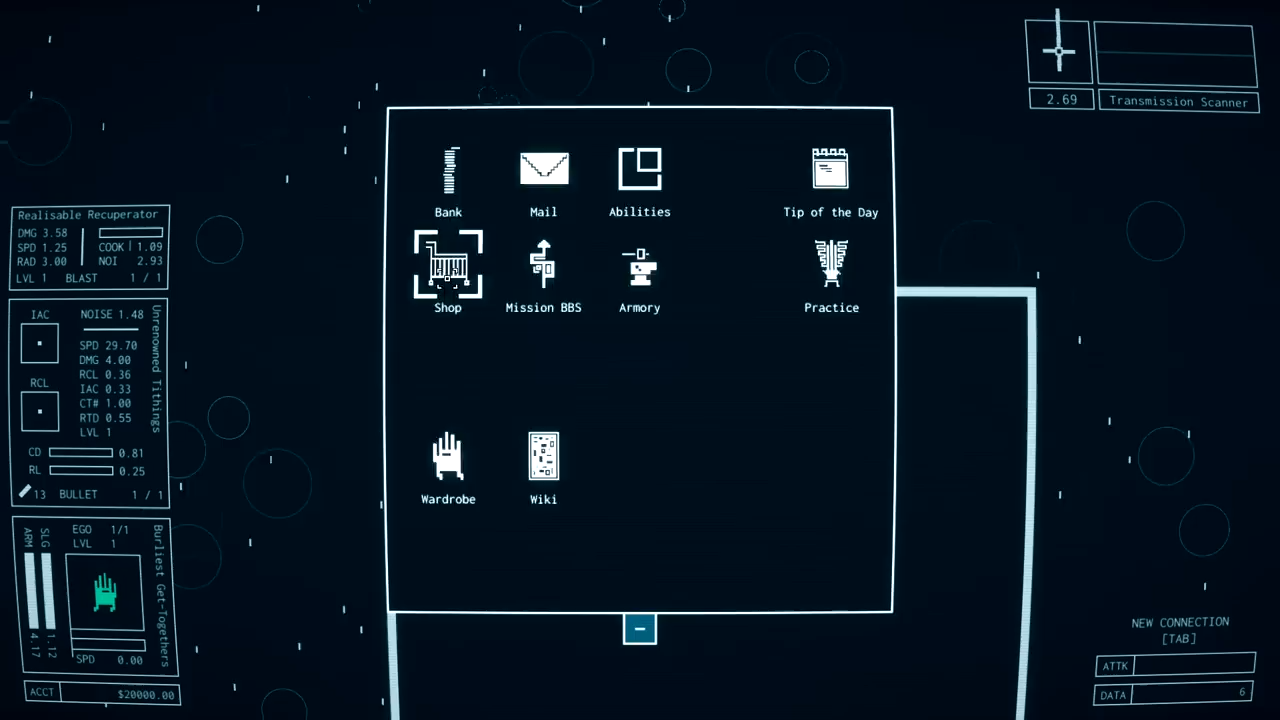 2.69 Transmission Scanner
Bank Mail Abilities Tip of the Day
Shop Mission BBS Armory Practice
Wardrobe Wiki
Realisable Recuperator
DMG 3.58
SPD 1.25 COOK 1.09
RAD 3.00 NOI 2.93
LVL 1 BLAST 1 / 1
Unrenowned Tithings
IAC NOISE 1.48
SPD 29.70
DMG 4.00
RCL RCL 0.36
IAC 0.33
CT# 1.00
RTD 0.55
LVL 1
CD 0.81
RL 0.25
13 BULLET 1 / 1
Burliest Get-Togethers
ARM SLG EGO 1/1
LVL 1
4.17 1.12
SPD 0.00
ACCT $20000.00
NEW CONNECTION
[TAB]
ATTK
DATA 6